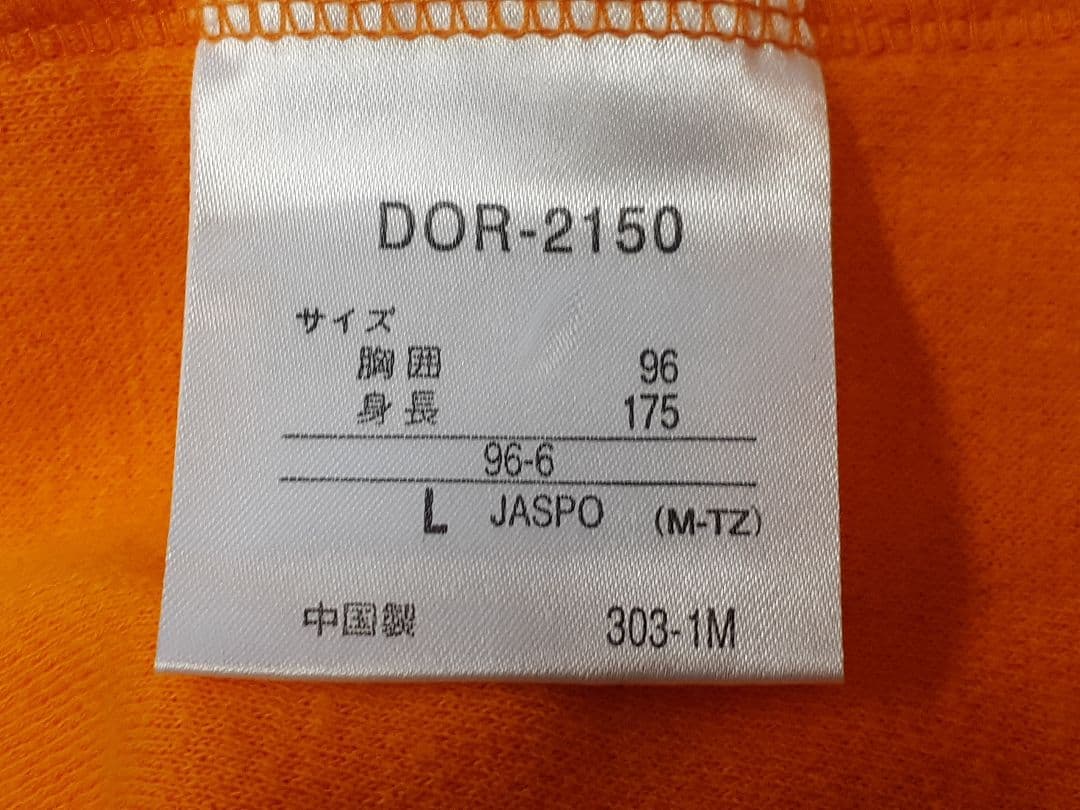 DOR-2150
サイズ
胸囲 96
身長 175
96-6
L JASPO (M-TZ)
中国製 303-1M